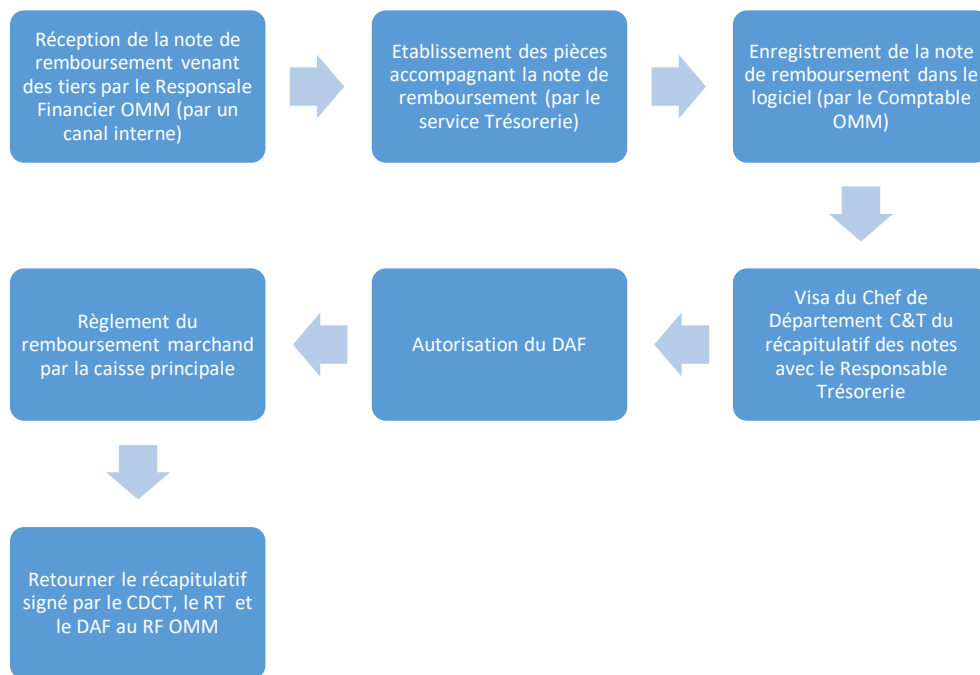 Réception de la note de
remboursement venant
des tiers par le Responsale
Financier OMM (par un
canal interne)
Etablissement des pièces
accompagnant la note de
remboursement (par le
service Trésorerie)
Enregistrement de la note
de remboursement dans le
logiciel (par le Comptable
OMM)
Visa du Chef de
Département C&T du
récapitulatif des notes
avec le Responsable
Trésorerie
Autorisation du DAF
Règlement du
remboursement marchand
par la caisse principale
Retourner le récapitulatif
signé par le CDCT, le RT et
le DAF au RF OMM